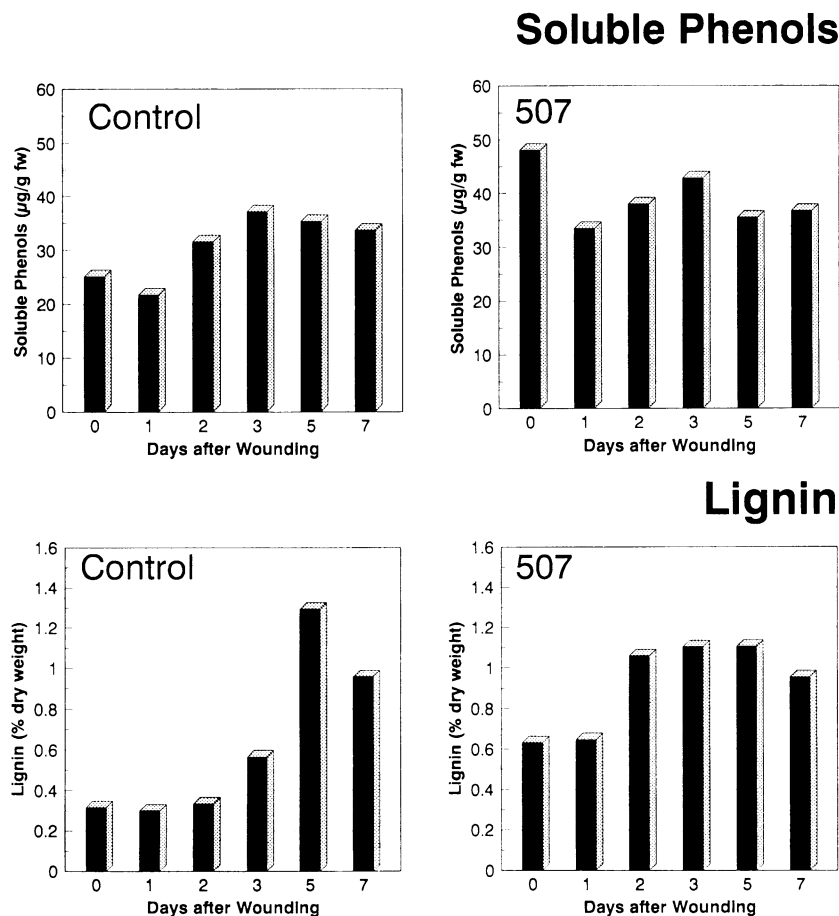 Soluble Phenols
Control
Soluble Phenols (µg/g fw)
60
50
40
30
20
10
0
0 1 2 3 5 7
Days after Wounding
507
Soluble Phenols (µg/g fw)
60
50
40
30
20
10
0
0 1 2 3 5 7
Days after Wounding
Lignin
Control
Lignin (% dry weight)
1.6
1.4
1.2
1
0.8
0.6
0.4
0.2
0
0 1 2 3 5 7
Days after Wounding
507
Lignin (% dry weight)
1.6
1.4
1.2
1
0.8
0.6
0.4
0.2
0
0 1 2 3 5 7
Days after Wounding